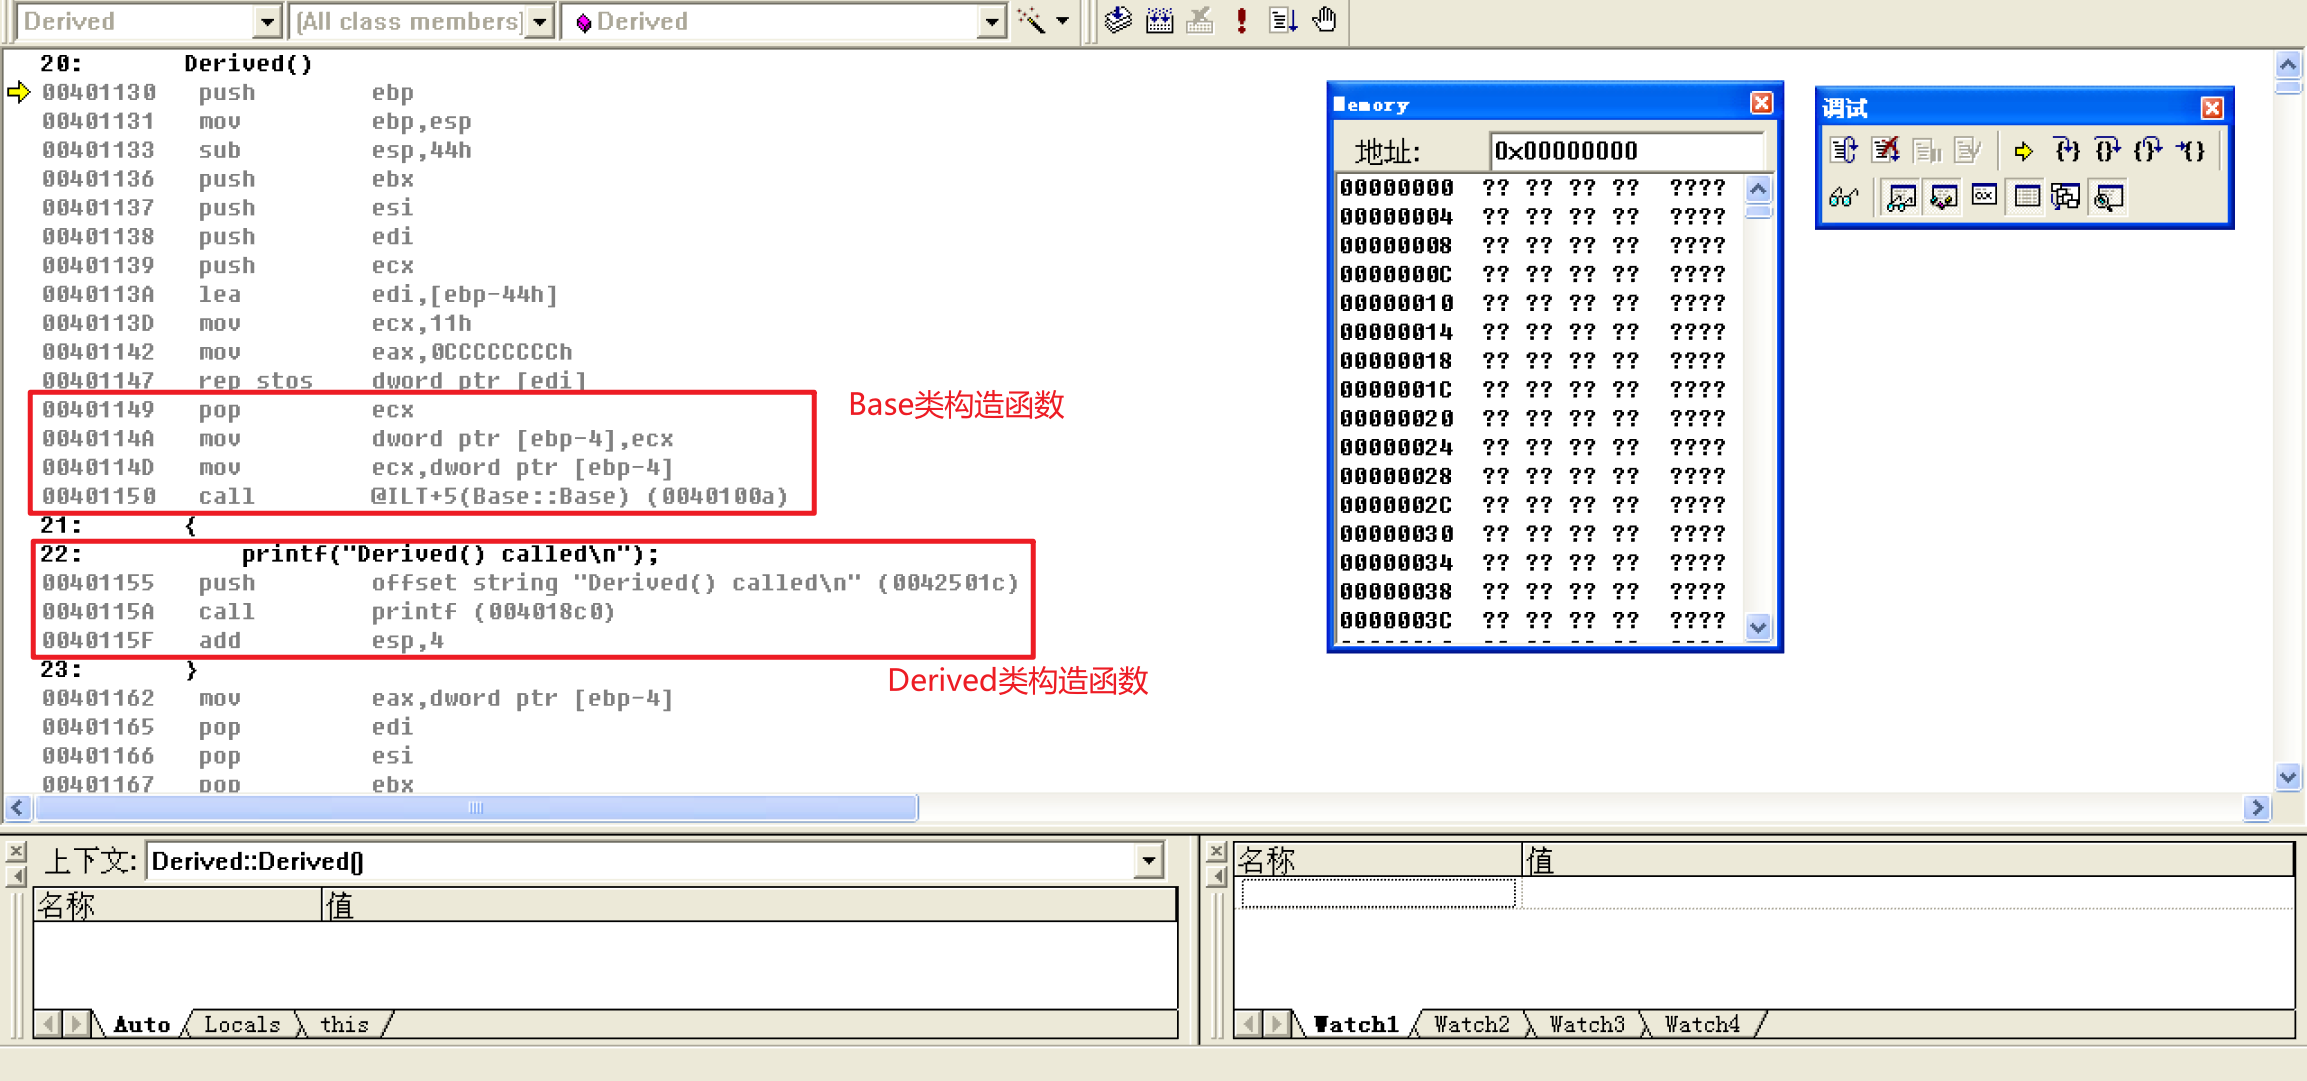 Derived
[All class members]
Derived
20: Derived()
00401130 push ebp
00401131 mov ebp,esp
00401133 sub esp,44h
00401136 push ebx
00401137 push esi
00401138 push edi
00401139 push ecx
0040113A lea edi,[ebp-44h]
0040113D mov ecx,11h
00401142 mov eax,0CCCCCCCCh
00401147 rep stos dword ptr [edi]
00401149 pop ecx
0040114A mov dword ptr [ebp-4],ecx
0040114D mov ecx,dword ptr [ebp-4]
00401150 call @ILT+5(Base::Base) (0040100a)
Base类构造函数
21: {
22: printf("Derived() called\n");
00401155 push offset string "Derived() called\n" (0042501c)
0040115A call printf (004018c0)
0040115F add esp,4
23: }
Derived类构造函数
00401162 mov eax,dword ptr [ebp-4]
00401165 pop edi
00401166 pop esi
00401167 pop ebx
Memory
地址: 0x00000000
00000000 ?? ?? ?? ?? ????
00000004 ?? ?? ?? ?? ????
00000008 ?? ?? ?? ?? ????
0000000C ?? ?? ?? ?? ????
00000010 ?? ?? ?? ?? ????
00000014 ?? ?? ?? ?? ????
00000018 ?? ?? ?? ?? ????
0000001C ?? ?? ?? ?? ????
00000020 ?? ?? ?? ?? ????
00000024 ?? ?? ?? ?? ????
00000028 ?? ?? ?? ?? ????
0000002C ?? ?? ?? ?? ????
00000030 ?? ?? ?? ?? ????
00000034 ?? ?? ?? ?? ????
00000038 ?? ?? ?? ?? ????
0000003C ?? ?? ?? ?? ????
调试
上下文: Derived::Derived()
名称 值
Auto Locals this
名称 值
Watch1 Watch2 Watch3 Watch4